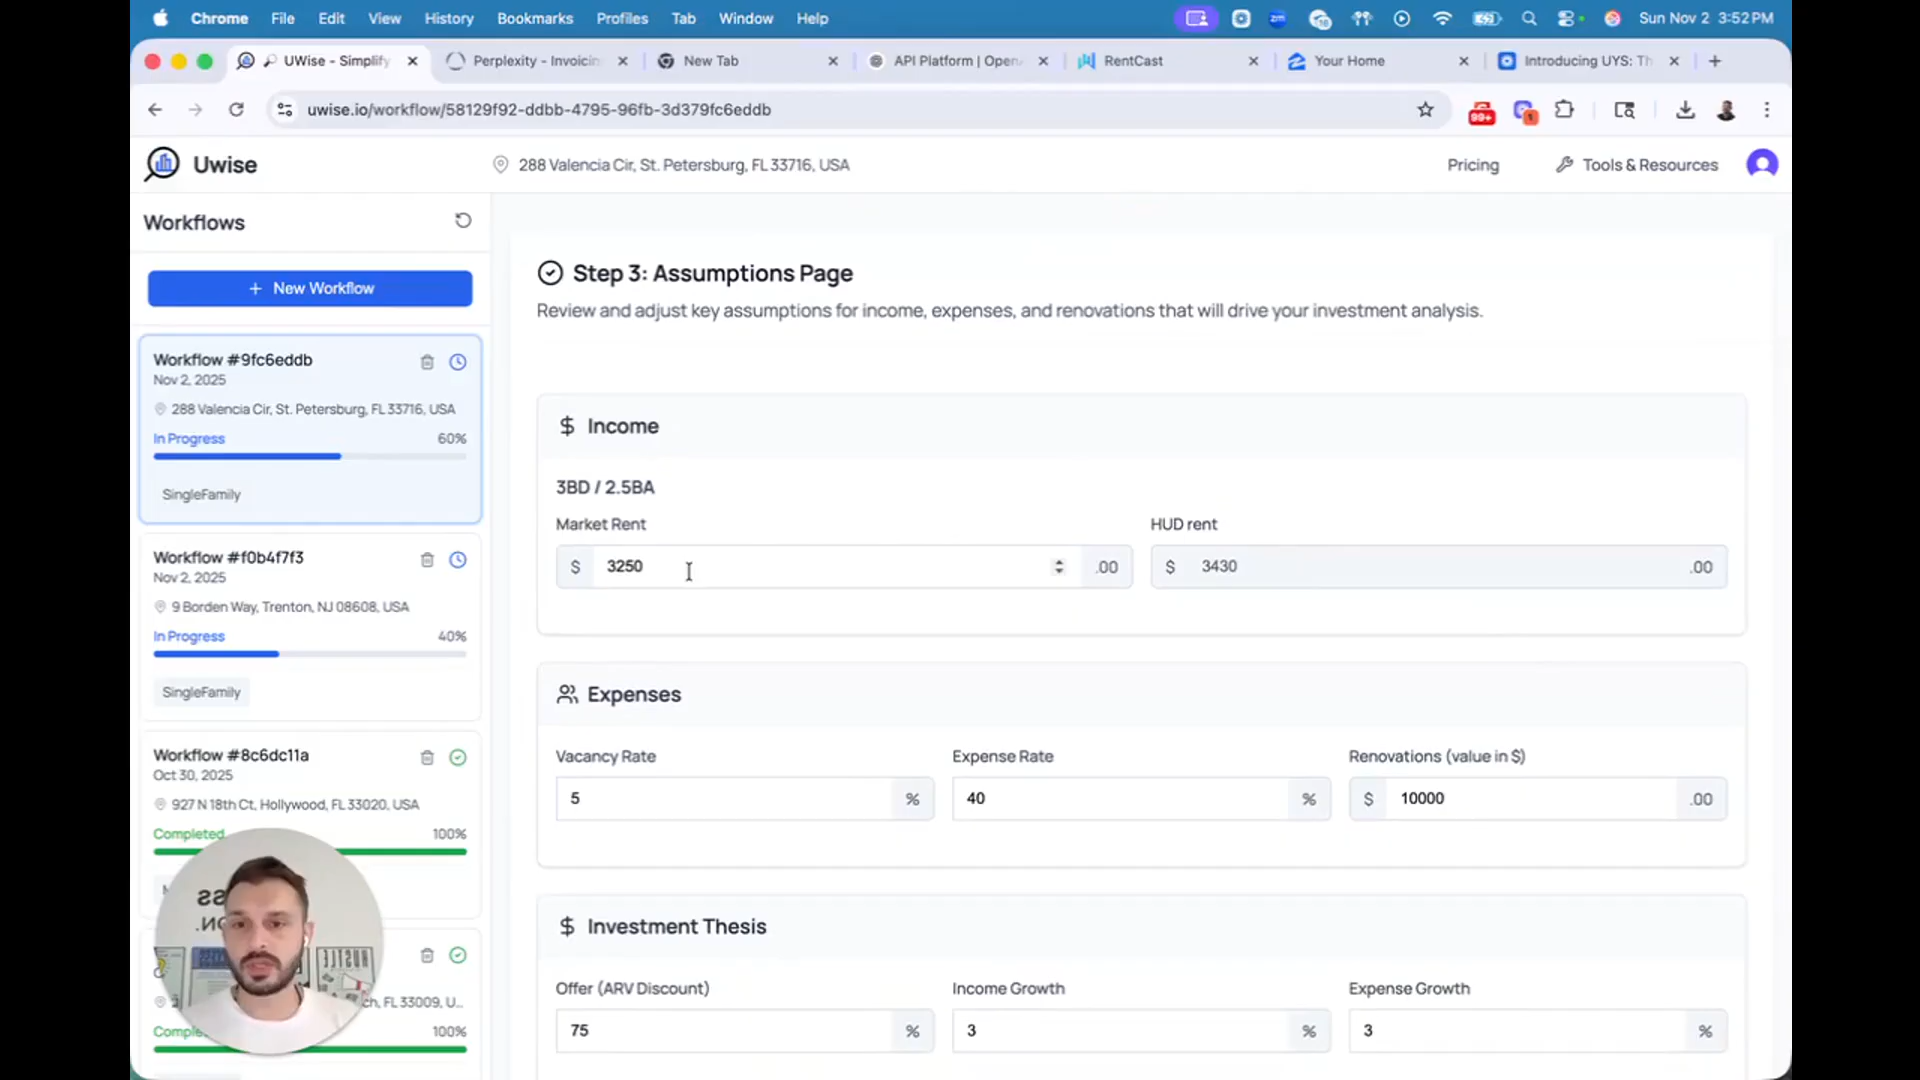 Chrome File Edit View History Bookmarks Profiles Tab Window Help Sun Nov 2 3:52 PM
UWise - Simplify Perplexity - Invoicin New Tab API Platform | Open RentCast Your Home Introducing UYS: Th
uwise.io/workflow/58129f92-ddbb-4795-96fb-3d379fc6eddb 99+ 1
Uwise 288 Valencia Cir, St. Petersburg, FL 33716, USA Pricing Tools & Resources
Workflows
+ New Workflow
Workflow #9fc6eddb
Nov 2, 2025
288 Valencia Cir, St. Petersburg, FL 33716, USA
In Progress 60%
SingleFamily
Workflow #f0b4f7f3
Nov 2, 2025
9 Borden Way, Trenton, NJ 08608, USA
In Progress 40%
SingleFamily
Workflow #8c6dc11a
Oct 30, 2025
927 N 18th Ct, Hollywood, FL 33020, USA
Completed 100%
ch, FL 33009, U...
Comple 100%
HUSTLE
Step 3: Assumptions Page
Review and adjust key assumptions for income, expenses, and renovations that will drive your investment analysis.
$ Income
3BD / 2.5BA
Market Rent HUD rent
$ 3250 .00 $ 3430 .00
Expenses
Vacancy Rate Expense Rate Renovations (value in $)
5 % 40 % $ 10000 .00
$ Investment Thesis
Offer (ARV Discount) Income Growth Expense Growth
75 % 3 % 3 %